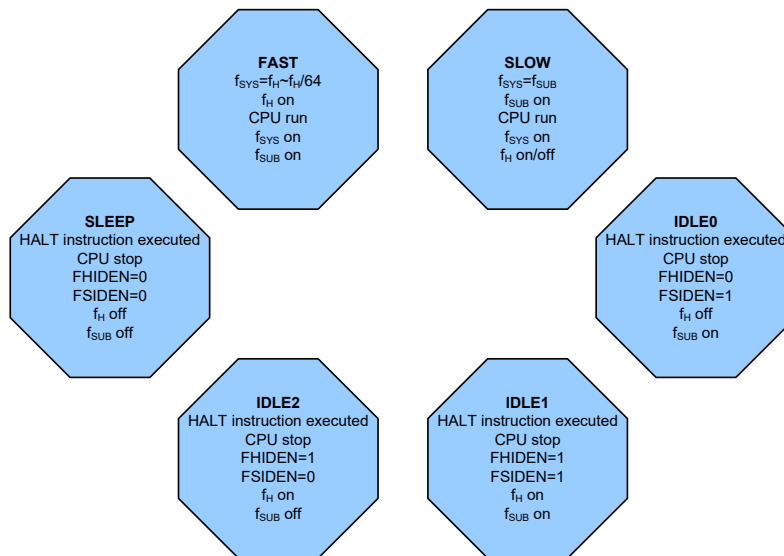 FAST
fSYS=fH~fH/64
fH on
CPU run
fSYS on
fSUB on
SLOW
fSYS=fSUB
fSUB on
CPU run
fSYS on
fH on/off
SLEEP
HALT instruction executed
CPU stop
FHIDEN=0
FSIDEN=0
fH off
fSUB off
IDLE0
HALT instruction executed
CPU stop
FHIDEN=0
FSIDEN=1
fH off
fSUB on
IDLE2
HALT instruction executed
CPU stop
FHIDEN=1
FSIDEN=0
fH on
fSUB off
IDLE1
HALT instruction executed
CPU stop
FHIDEN=1
FSIDEN=1
fH on
fSUB on